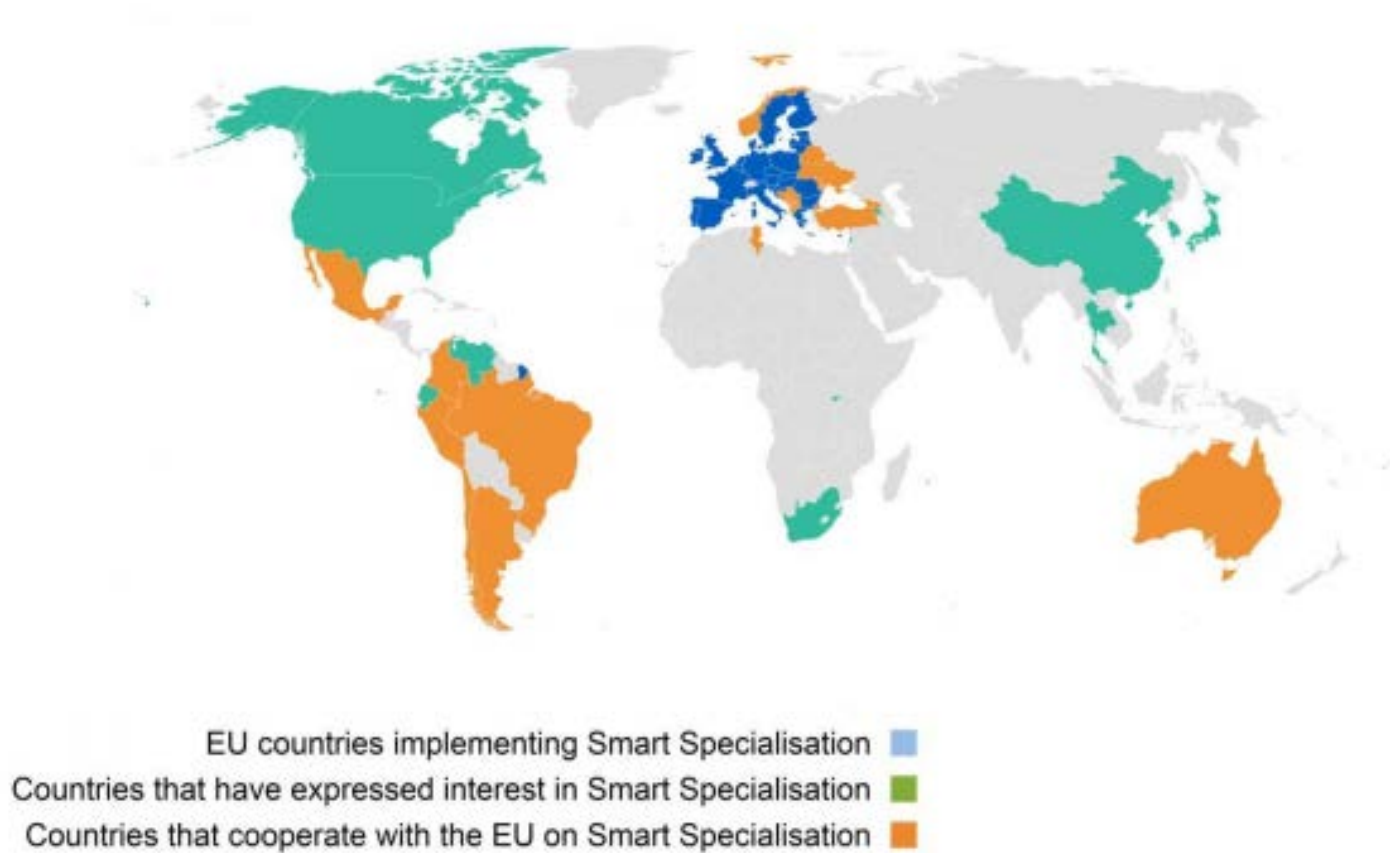 EU countries implementing Smart Specialisation
Countries that have expressed interest in Smart Specialisation
Countries that cooperate with the EU on Smart Specialisation